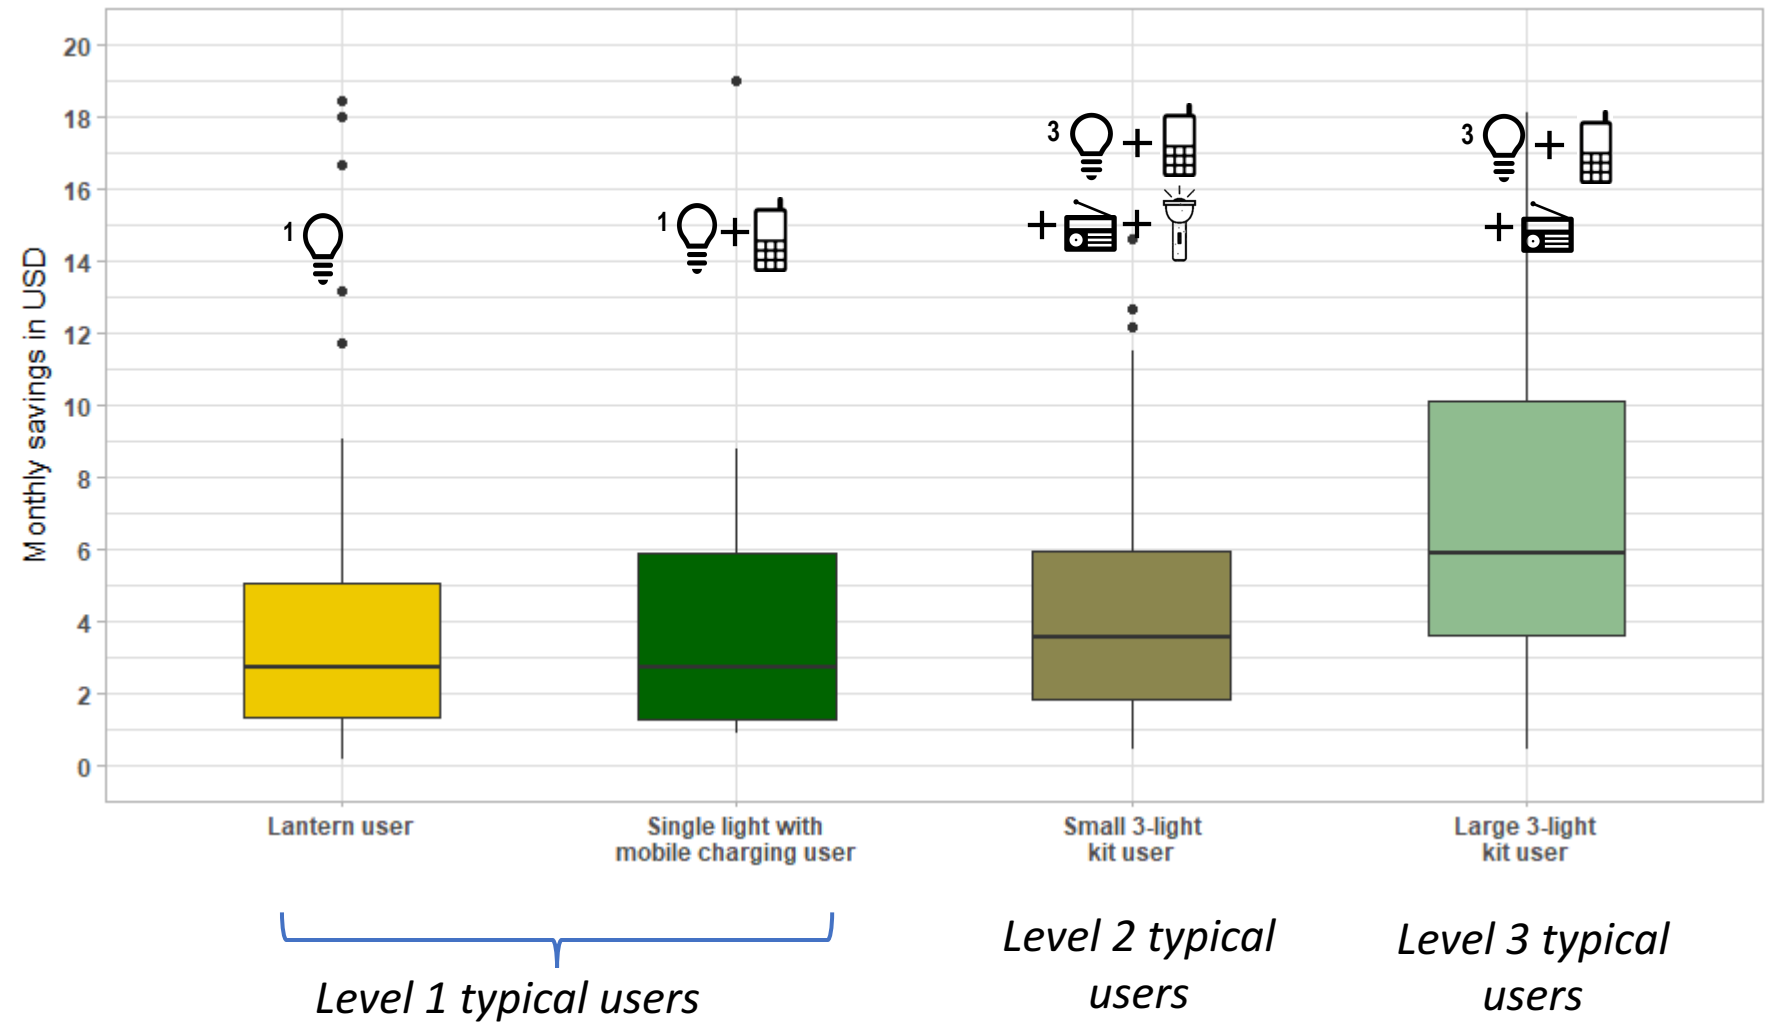 Monthly savings in USD
20
18
16
14
12
10
8
6
4
2
0
1
1
3
3
Lantern user
Single light with
mobile charging user
Small 3-light
kit user
Large 3-light
kit user
Level 1 typical users
Level 2 typical
users
Level 3 typical
users